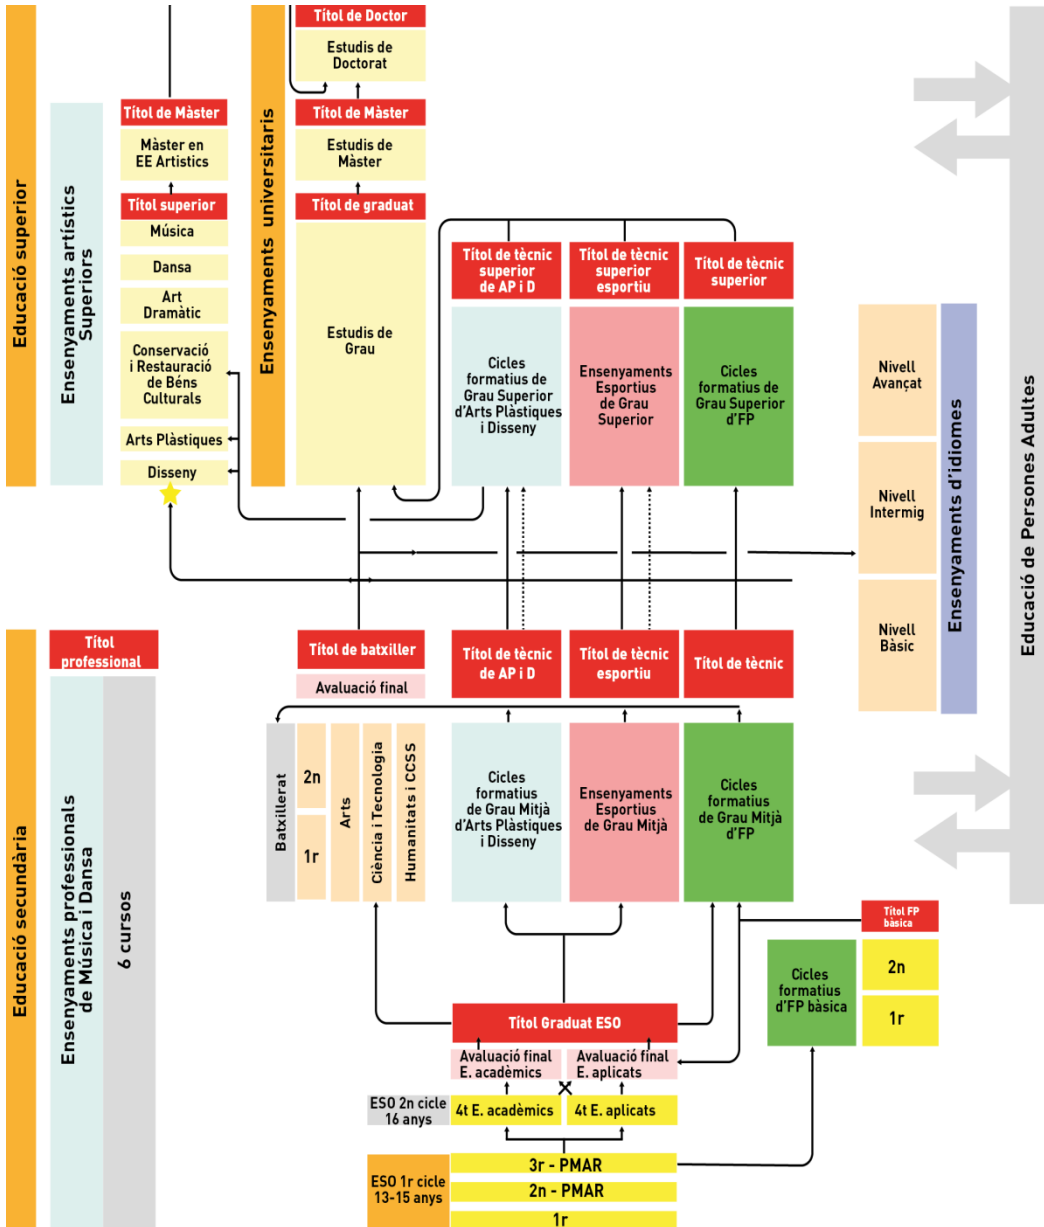 Educació superior
Ensenyaments artístics
Superiors
Títol de Màster
Màster en
EE Artistics
Títol superior
Música
Dansa
Art
Dramàtic
Conservació
i Restauració
de Béns
Culturals
Arts Plàstiques
Disseny
Ensenyaments universitaris
Títol de Doctor
Estudis de
Doctorat
Títol de Màster
Estudis de
Màster
Títol de graduat
Estudis de
Grau
Títol de tècnic
superior
de AP i D
Títol de tècnic
superior
esportiu
Títol de tècnic
superior
Cicles
formatius de
Grau Superior
d'Arts Plàstiques
i Disseny
Ensenyaments
Esportius
de Grau
Superior
Cicles
formatius de
Grau Superior
d'FP
Nivell
Avançat
Nivell
Intermig
Nivell
Bàsic
Ensenyaments d'idiomes
Educació de Persones Adultes
Educació secundària
Títol
professional
Ensenyaments professionals
de Música i Dansa
6 cursos
Títol de batxiller
Avaluació final
Títol de tècnic
de AP i D
Títol de tècnic
esportiu
Títol de tècnic
Batxillerat
2n
1r
Arts
Ciència i Tecnologia
Humanitats i CCSS
Cicles
formatius
de Grau Mitjà
d'Arts Plàstiques
i Disseny
Ensenyaments
Esportius
de Grau Mitjà
Cicles
formatius
de Grau Mitjà
d'FP
Títol FP
bàsica
Cicles
formatius
d'FP bàsica
2n
1r
Títol Graduat ESO
Avaluació final
E. acadèmics
Avaluació final
E. aplicats
ESO 2n cicle
16 anys
4t E. acadèmics
4t E. aplicats
ESO 1r cicle
13-15 anys
3r - PMAR
2n - PMAR
1r